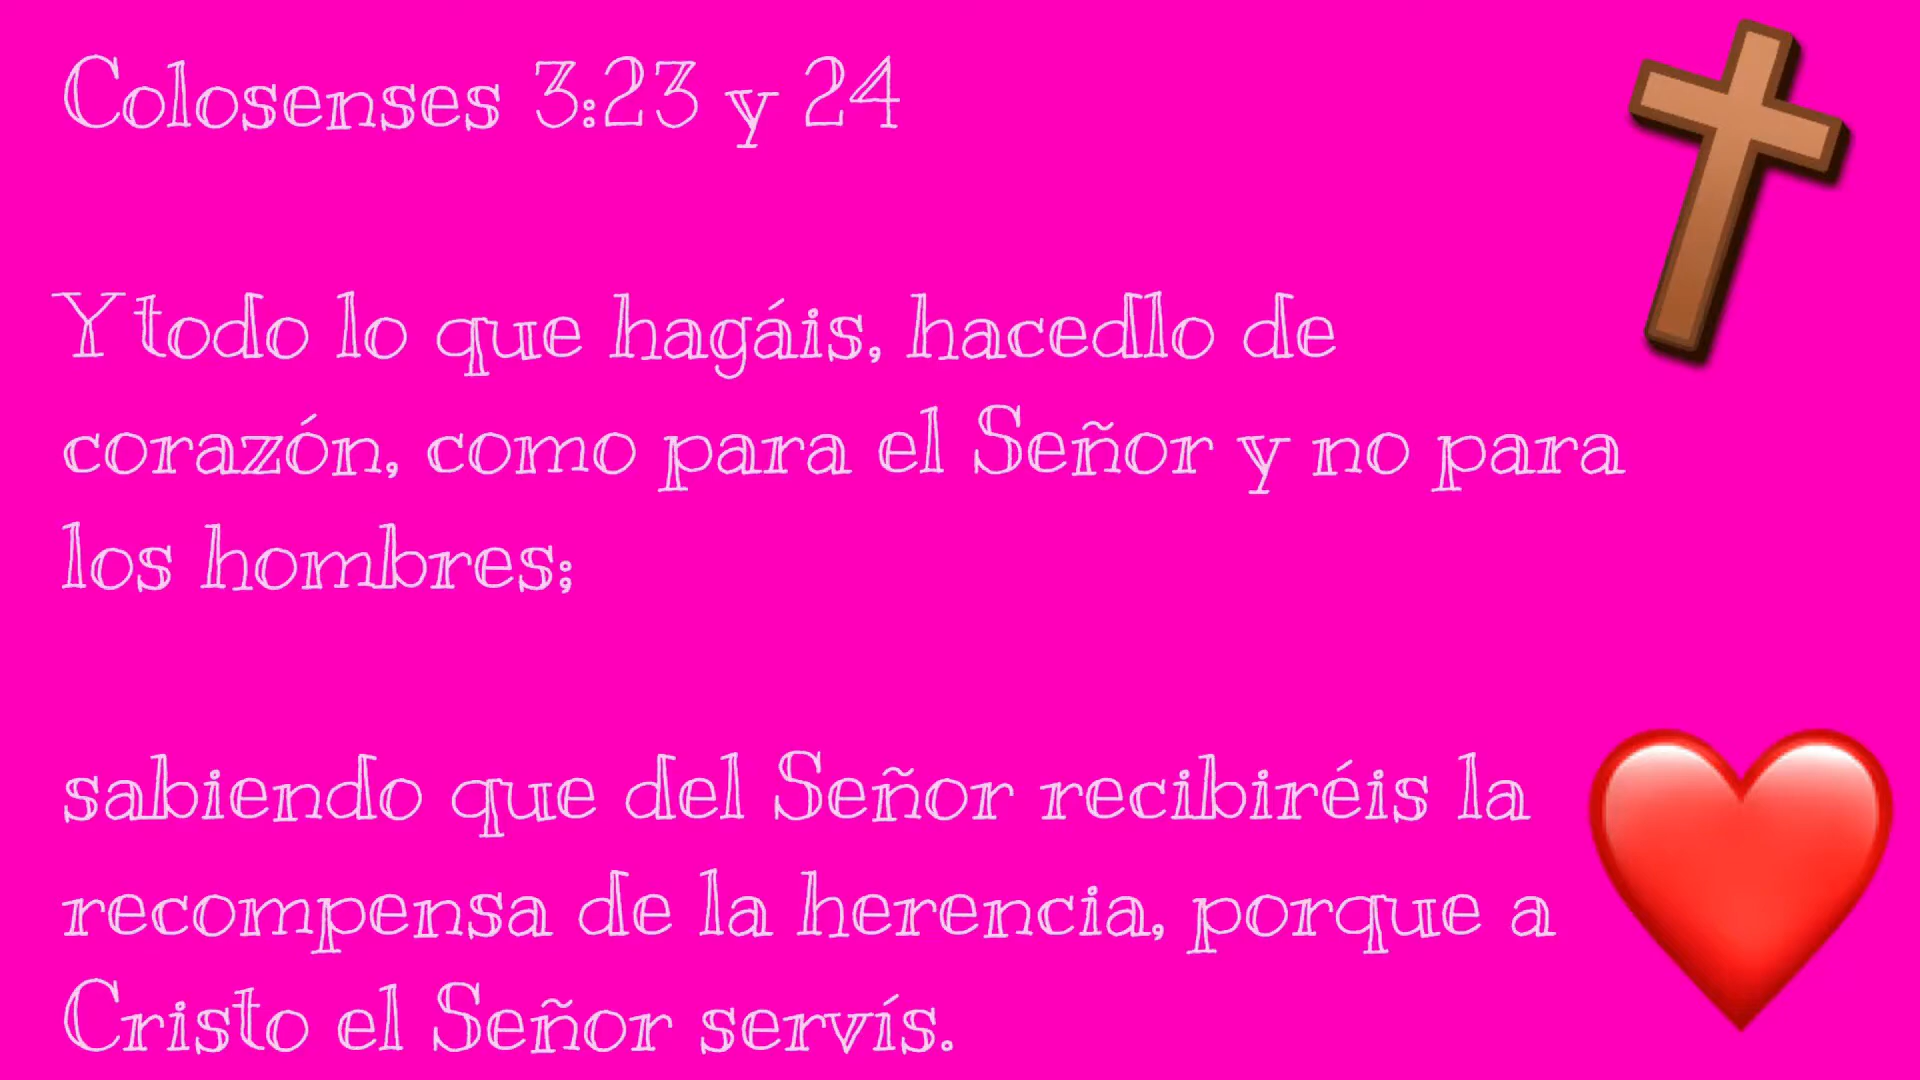 Colosenses 3:23 y 24
Y todo lo que hagáis, hacedlo de
corazón, como para el Señor y no para
los hombres;
sabiendo que del Señor recibiréis la
recompensa de la herencia, porque a
Cristo el Señor servís.